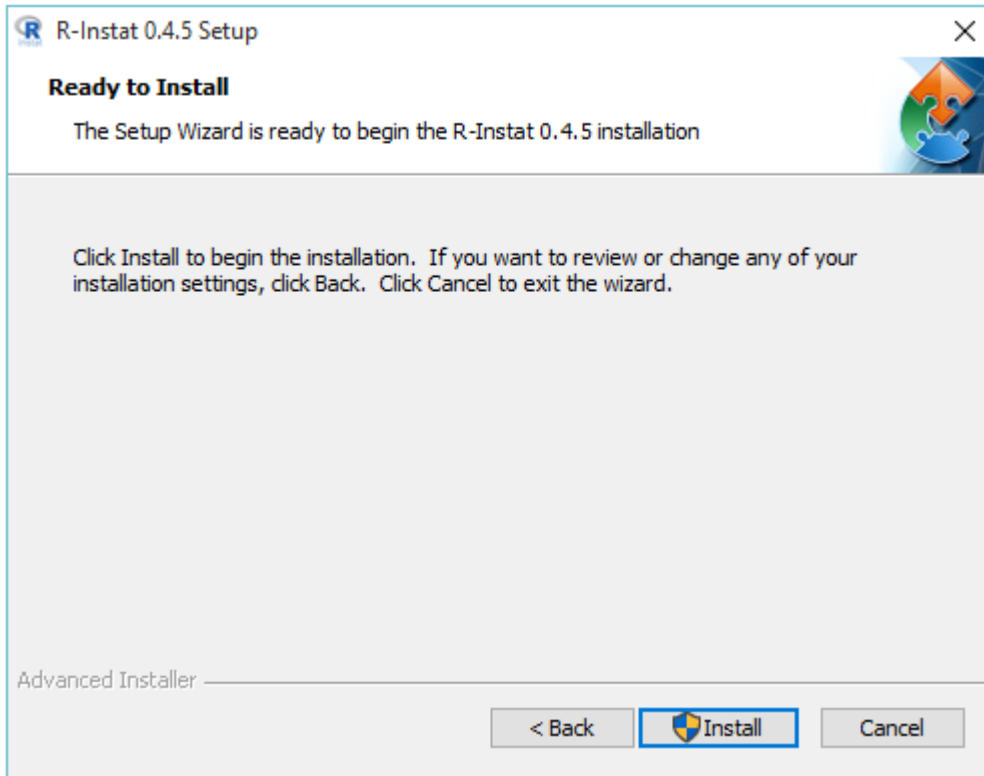 R-Instat 0.4.5 Setup
Ready to Install
The Setup Wizard is ready to begin the R-Instat 0.4.5 installation
Click Install to begin the installation.  If you want to review or change any of your
installation settings, click Back.  Click Cancel to exit the wizard.
Advanced Installer
< Back
Install
Cancel